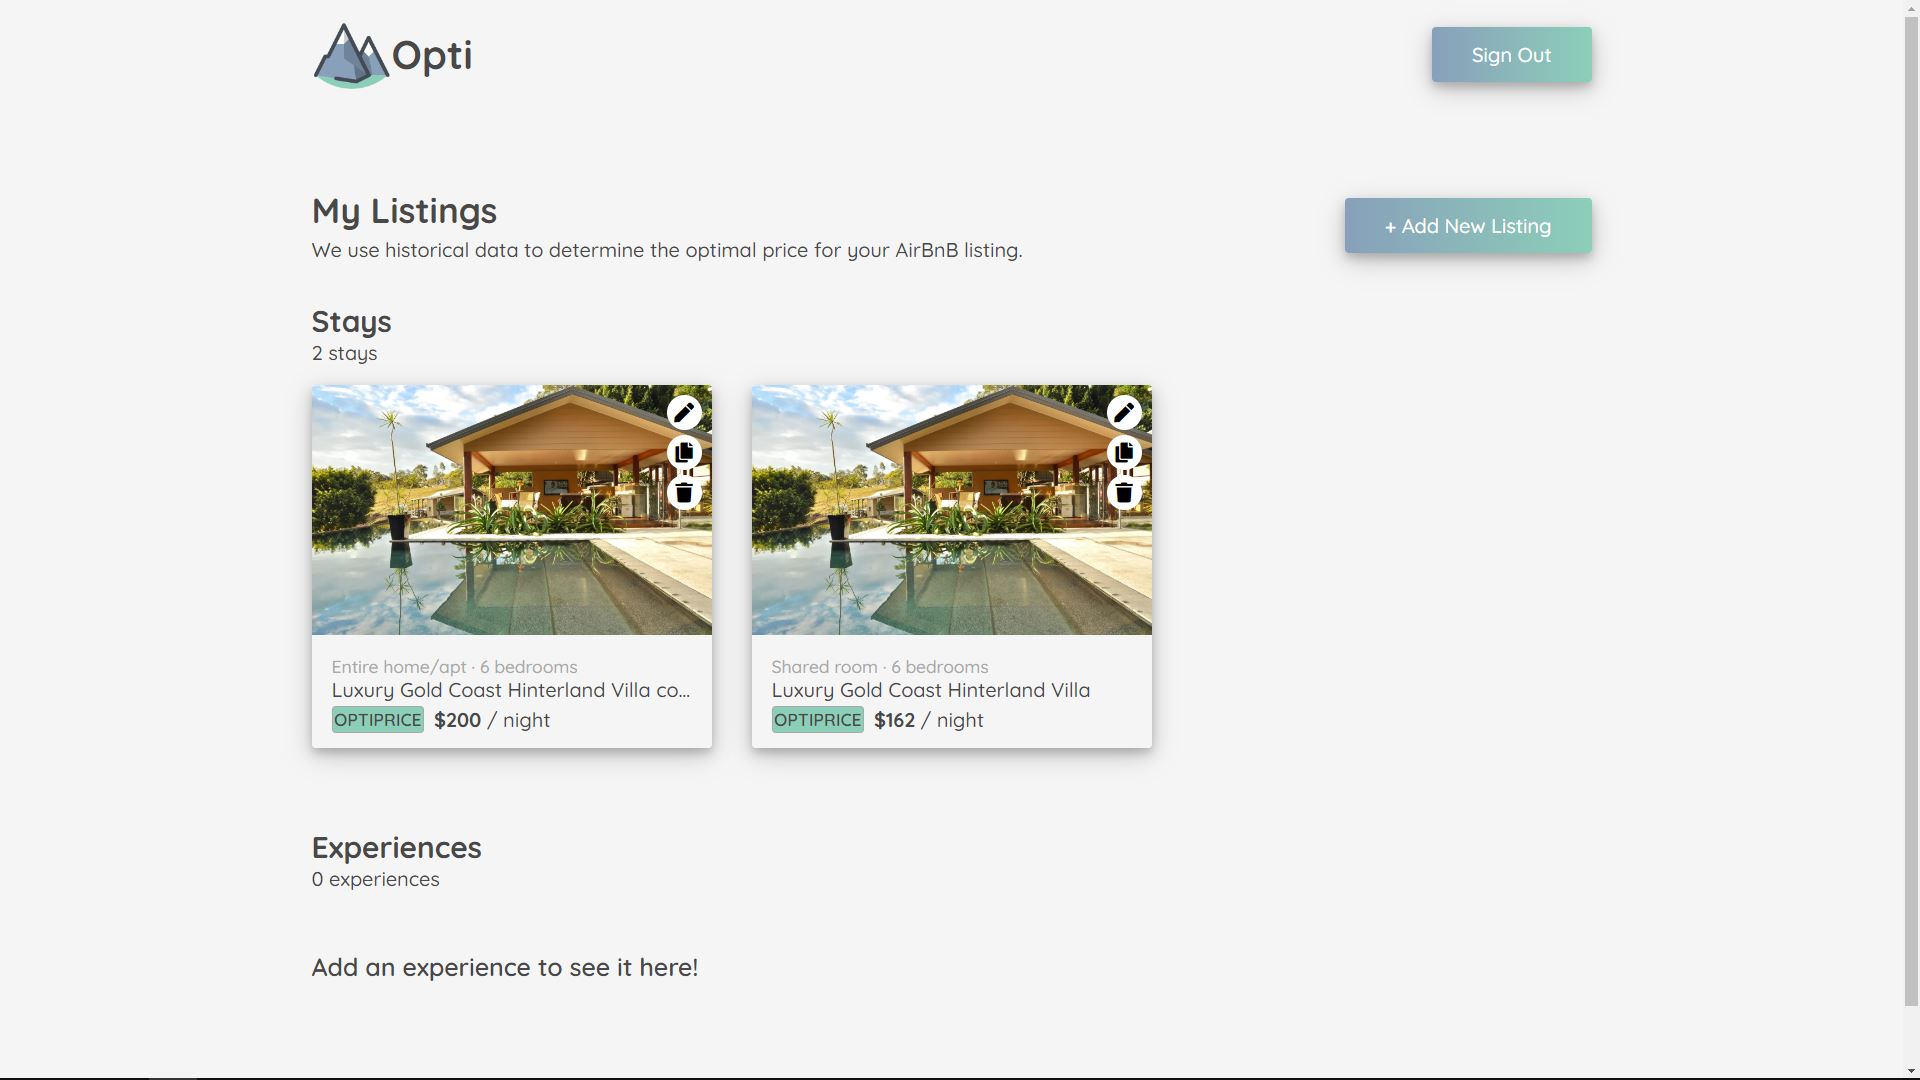 Opti
Sign Out
My Listings
+ Add New Listing
We use historical data to determine the optimal price for your AirBnB listing.
Stays
2 stays
Entire home/apt · 6 bedrooms
Luxury Gold Coast Hinterland Villa co...
OPTIPRICE $200 / night
Shared room · 6 bedrooms
Luxury Gold Coast Hinterland Villa
OPTIPRICE $162 / night
Experiences
0 experiences
Add an experience to see it here!